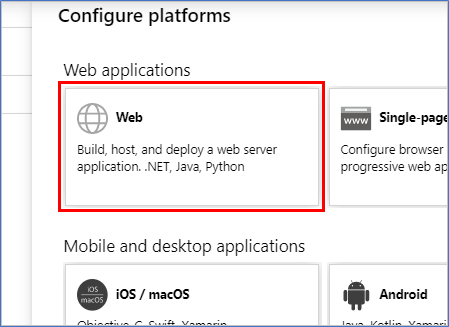 Configure platforms
Web applications
Web
Build, host, and deploy a web server
application. .NET, Java, Python
www
Single-page
Configure browser
progressive web ap
Mobile and desktop applications
iOS
macOS
iOS / macOS
Objective-C, Swift, Xamarin
Android
Java, Kotlin, Xamarin